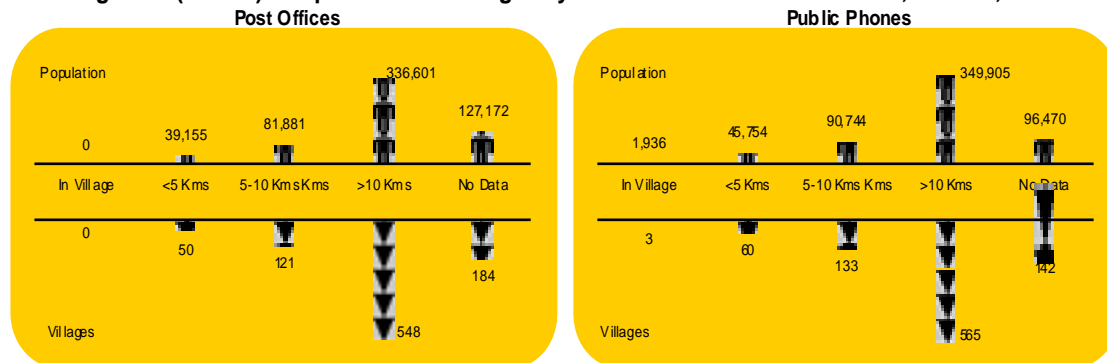 Post Offices
Public Phones
Population
336,601
127,172
81,881
39,155
0
In Village <5 Kms 5-10 Kms Kms >10 Kms No Data
0
50
121
184
548
Villages
Population
349,905
96,470
90,744
45,754
1,936
In Village <5 Kms 5-10 Kms Kms >10 Kms No Data
3
60
133
142
565
Villages